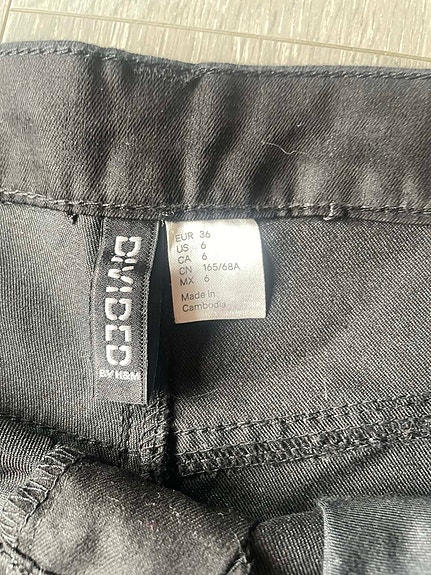 DIVIDED
BY H&M
EUR 36
US 6
CA 6
CN 165/68A
MX 6
Made in
Cambodia